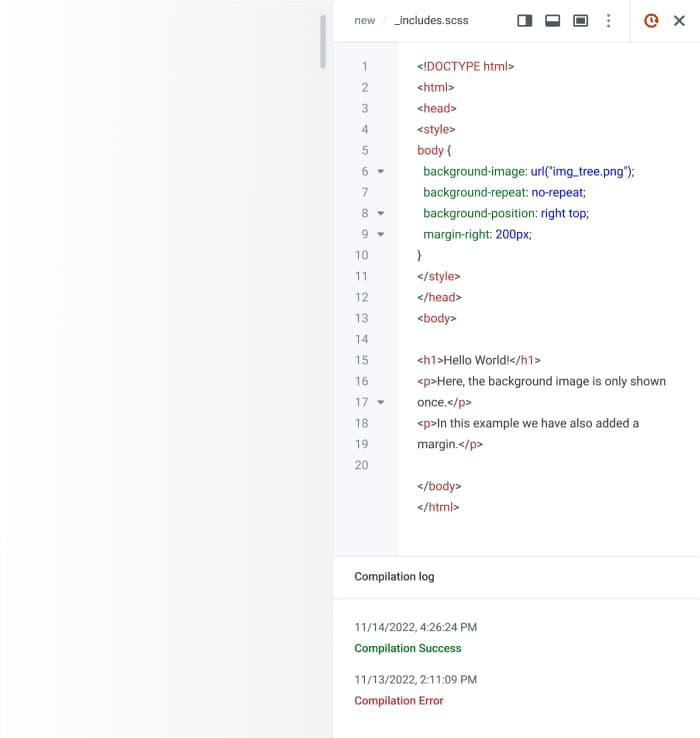 new / _includes.scss
1 <!DOCTYPE html>
2 <html>
3 <head>
4 <style>
5 body {
6 background-image: url("img_tree.png");
7 background-repeat: no-repeat;
8 background-position: right top;
9 margin-right: 200px;
10 }
11 </style>
12 </head>
13 <body>
14
15 <h1>Hello World!</h1>
16 <p>Here, the background image is only shown
17 once.</p>
18 <p>In this example we have also added a
19 margin.</p>
20
</body>
</html>
Compilation log
11/14/2022, 4:26:24 PM
Compilation Success
11/13/2022, 2:11:09 PM
Compilation Error